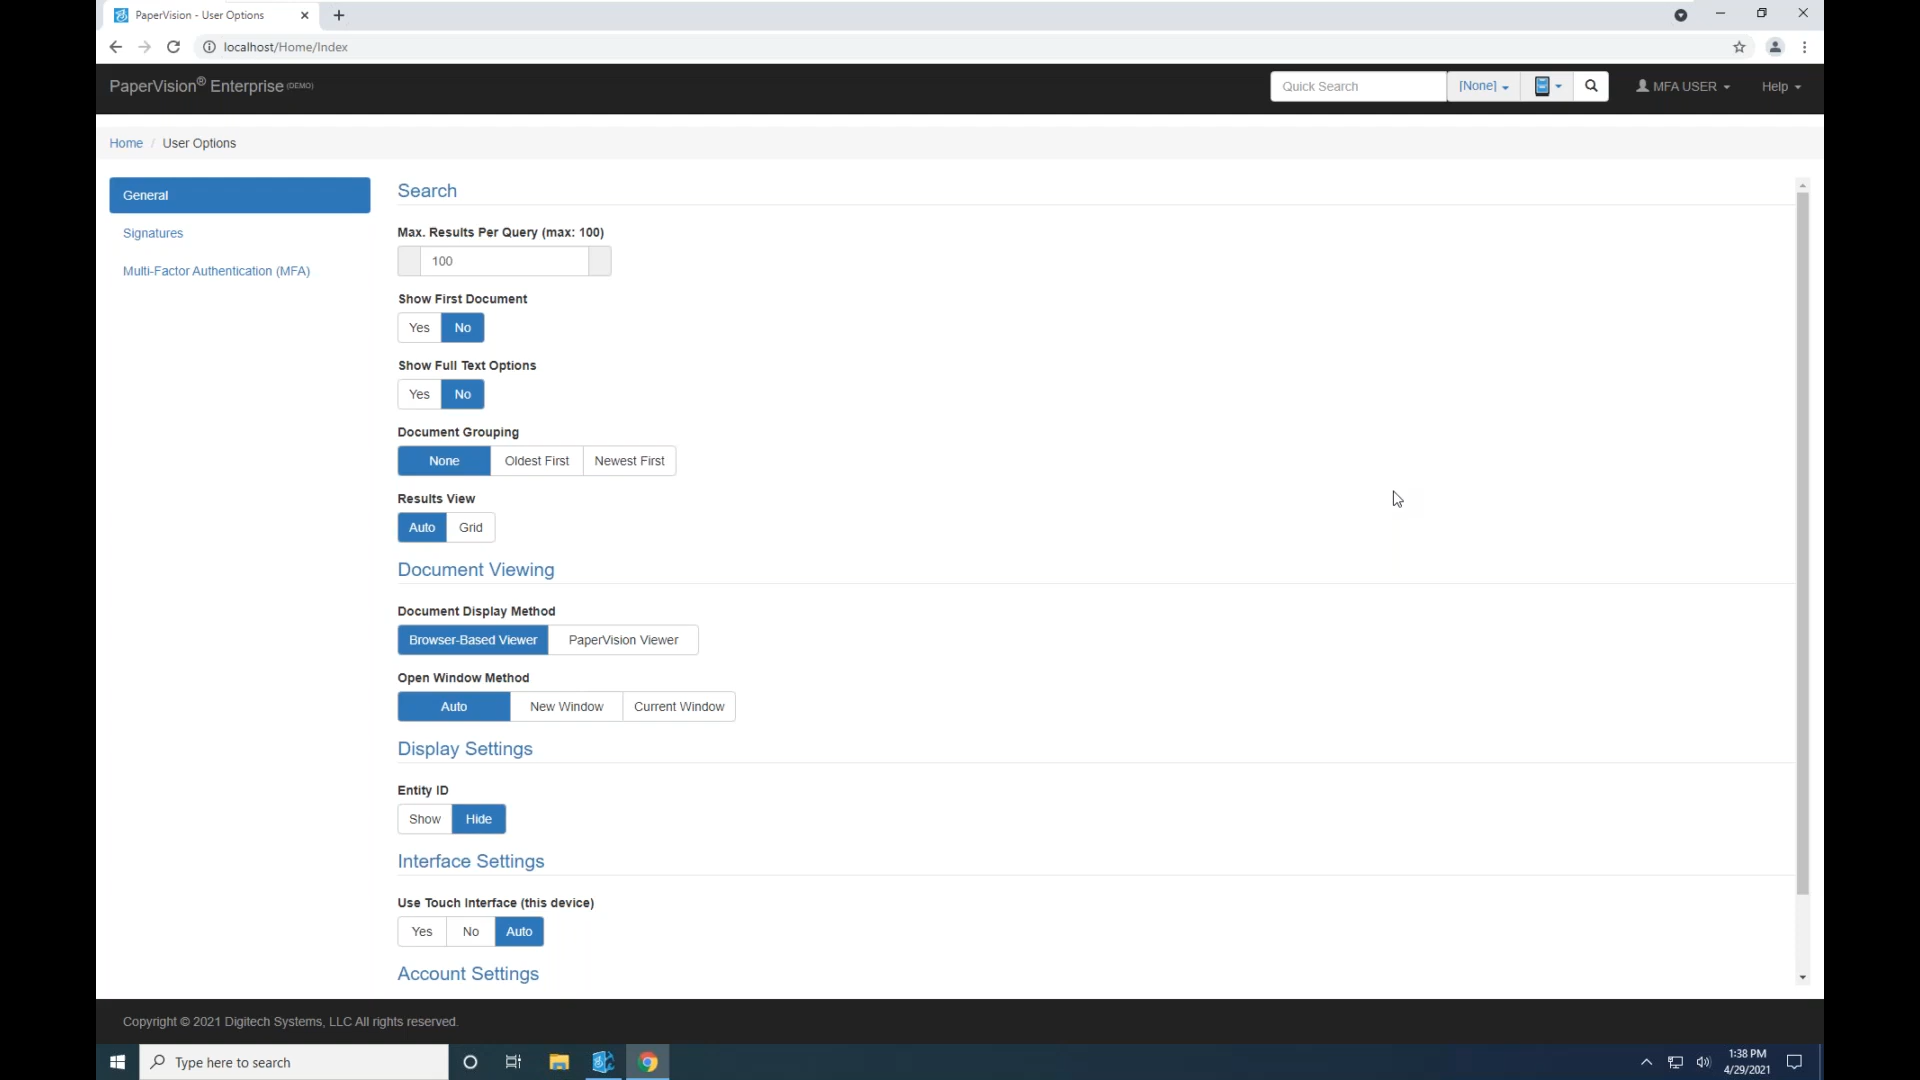 PaperVision - User Options
localhost/Home/Index
PaperVision® Enterprise (DEMO)
Quick Search
[None]
MFA USER
Help
Home / User Options
General
Signatures
Multi-Factor Authentication (MFA)
Search
Max. Results Per Query (max: 100)
100
Show First Document
Yes No
Show Full Text Options
Yes No
Document Grouping
None Oldest First Newest First
Results View
Auto Grid
Document Viewing
Document Display Method
Browser-Based Viewer PaperVision Viewer
Open Window Method
Auto New Window Current Window
Display Settings
Entity ID
Show Hide
Interface Settings
Use Touch Interface (this device)
Yes No Auto
Account Settings
Copyright © 2021 Digitech Systems, LLC All rights reserved.
Type here to search
1:38 PM
4/29/2021